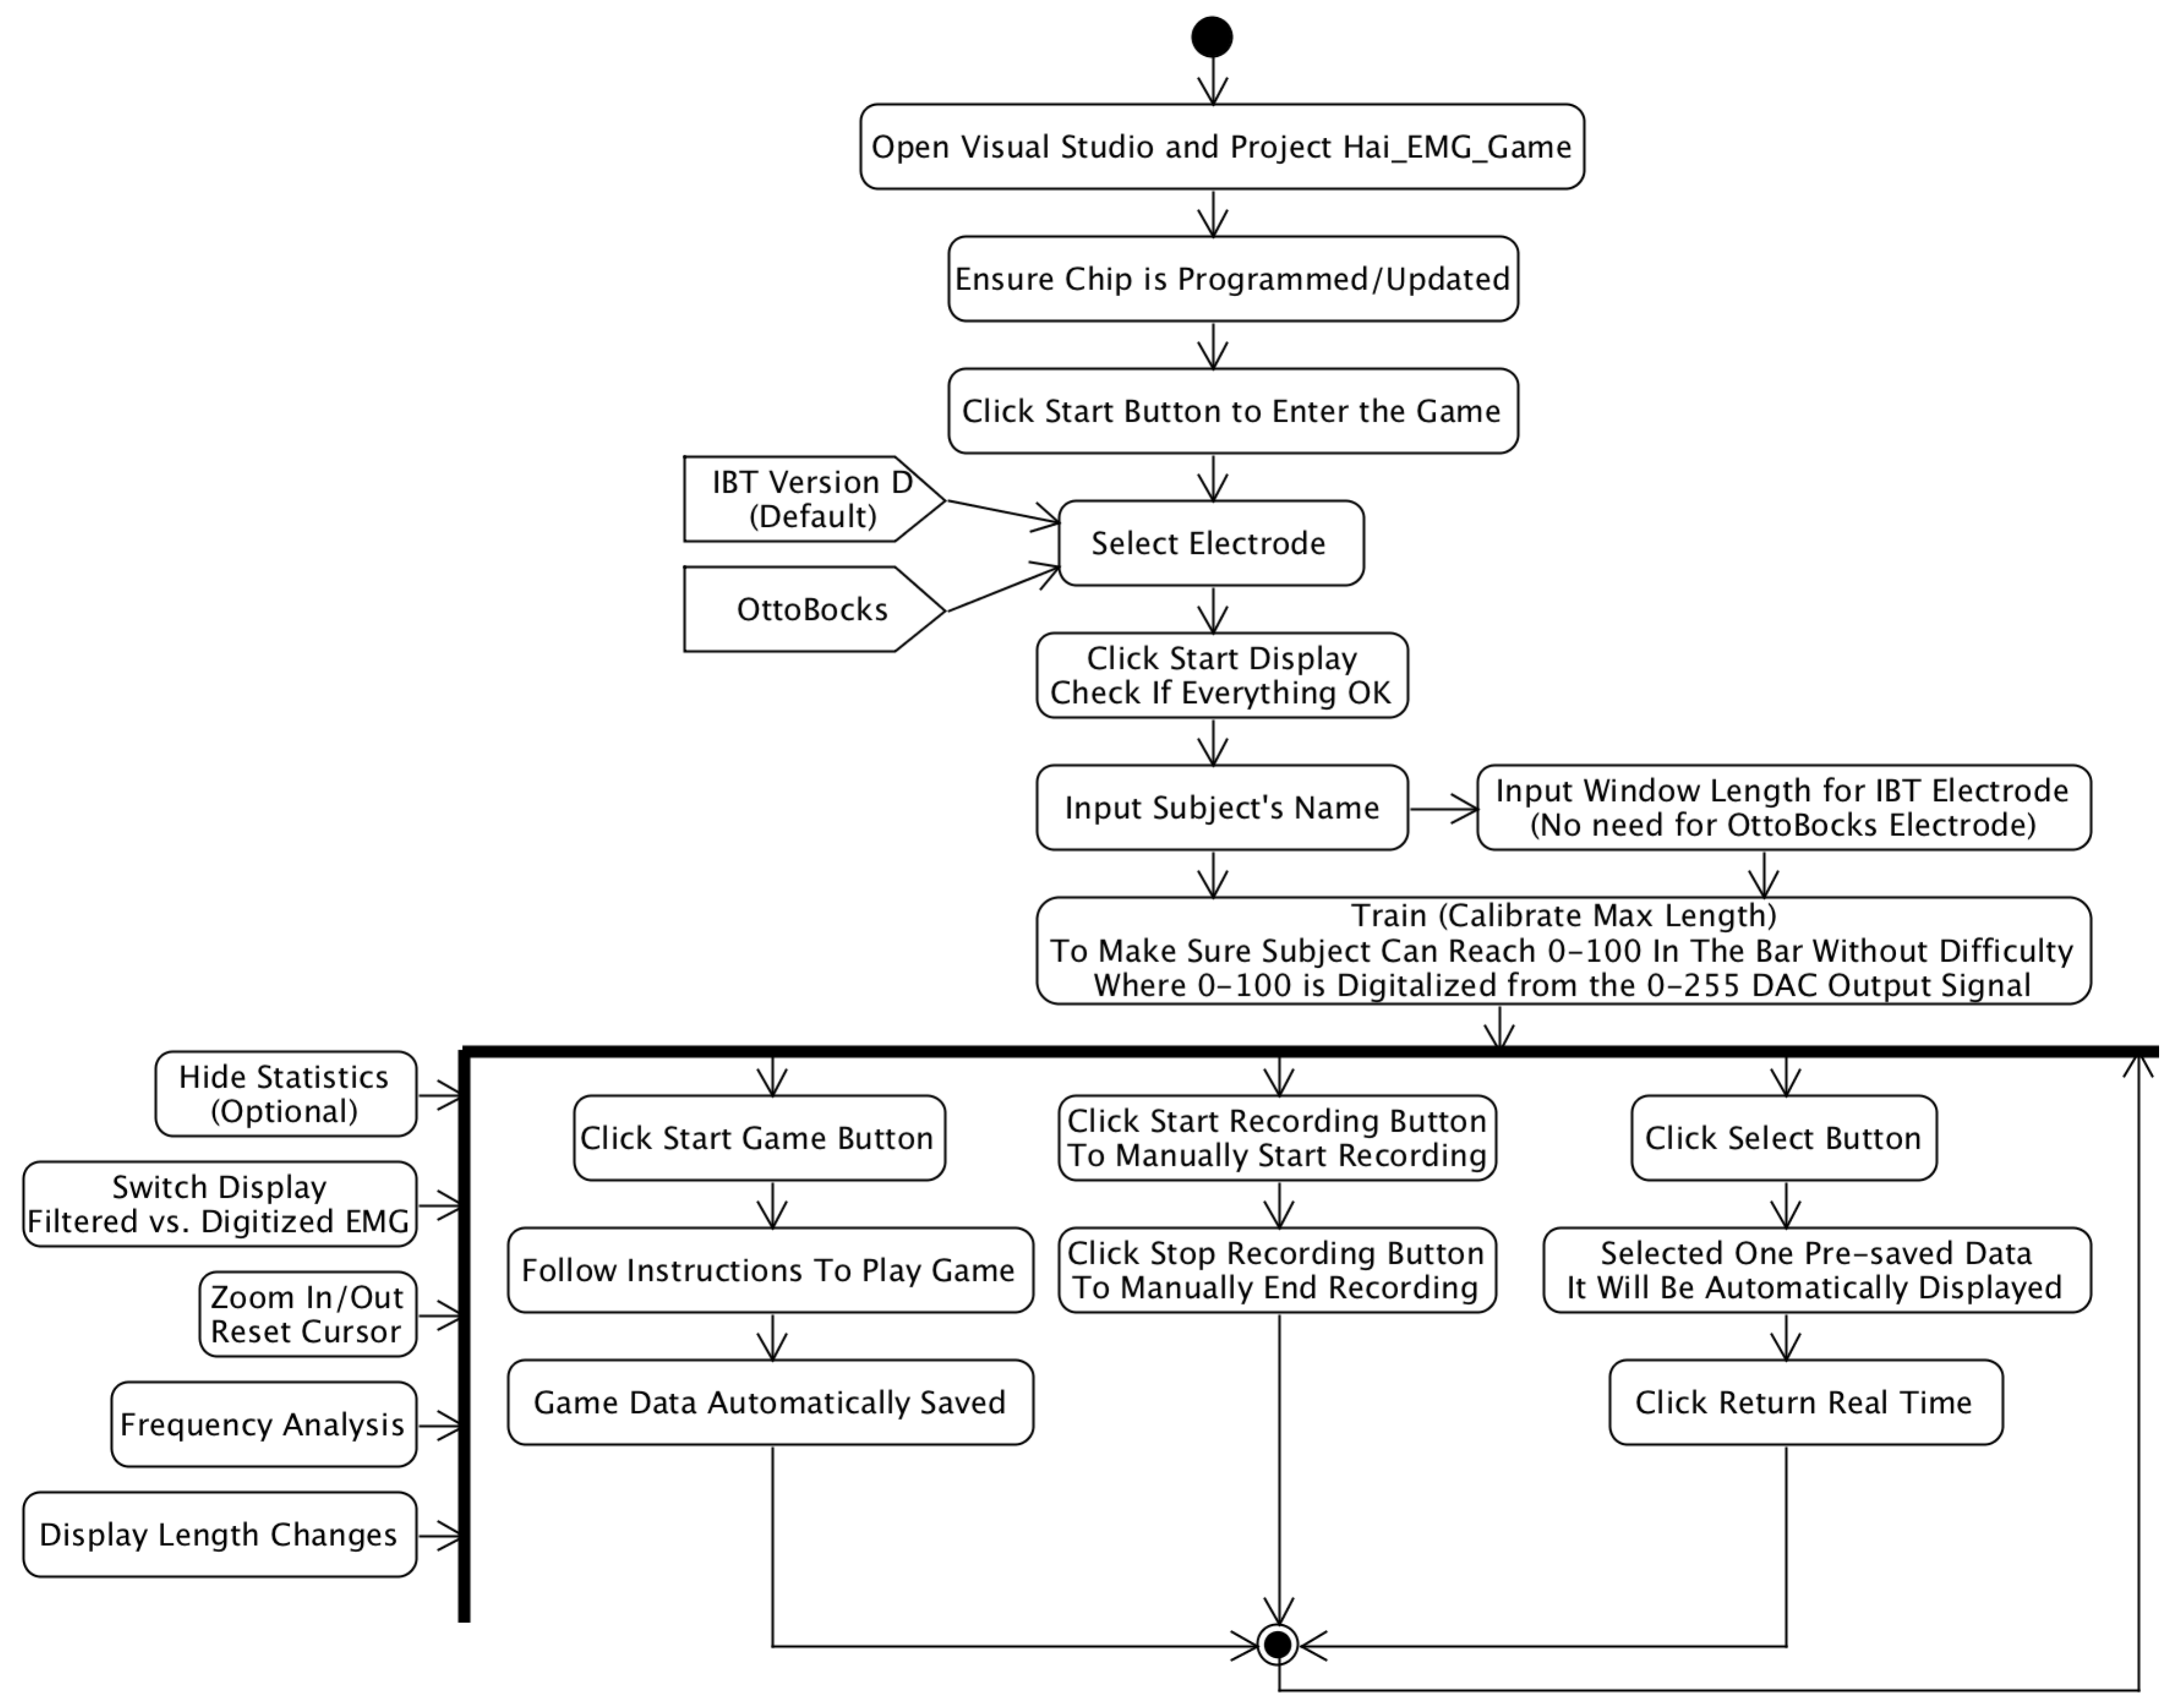 Open Visual Studio and Project Hai_EMG_Game
Ensure Chip is Programmed/Updated
Click Start Button to Enter the Game
IBT Version D
(Default)
OttoBocks
Select Electrode
Click Start Display
Check If Everything OK
Input Subject's Name
Input Window Length for IBT Electrode
(No need for OttoBocks Electrode)
Train (Calibrate Max Length)
To Make Sure Subject Can Reach 0-100 In The Bar Without Difficulty
Where 0-100 is Digitalized from the 0-255 DAC Output Signal
Hide Statistics
(Optional)
Switch Display
Filtered vs. Digitized EMG
Zoom In/Out
Reset Cursor
Frequency Analysis
Display Length Changes
Click Start Game Button
Follow Instructions To Play Game
Game Data Automatically Saved
Click Start Recording Button
To Manually Start Recording
Click Stop Recording Button
To Manually End Recording
Click Select Button
Selected One Pre-saved Data
It Will Be Automatically Displayed
Click Return Real Time